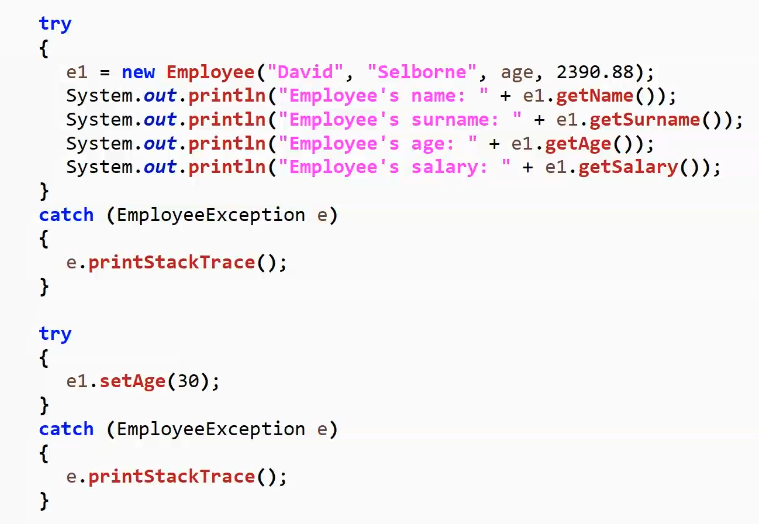 try
{
e1 = new Employee("David", "Selborne", age, 2390.88);
System.out.println("Employee's name: " + e1.getName());
System.out.println("Employee's surname: " + e1.getSurname());
System.out.println("Employee's age: " + e1.getAge());
System.out.println("Employee's salary: " + e1.getSalary());
}
catch (EmployeeException e)
{
e.printStackTrace();
}
try
{
e1.setAge(30);
}
catch (EmployeeException e)
{
e.printStackTrace();
}